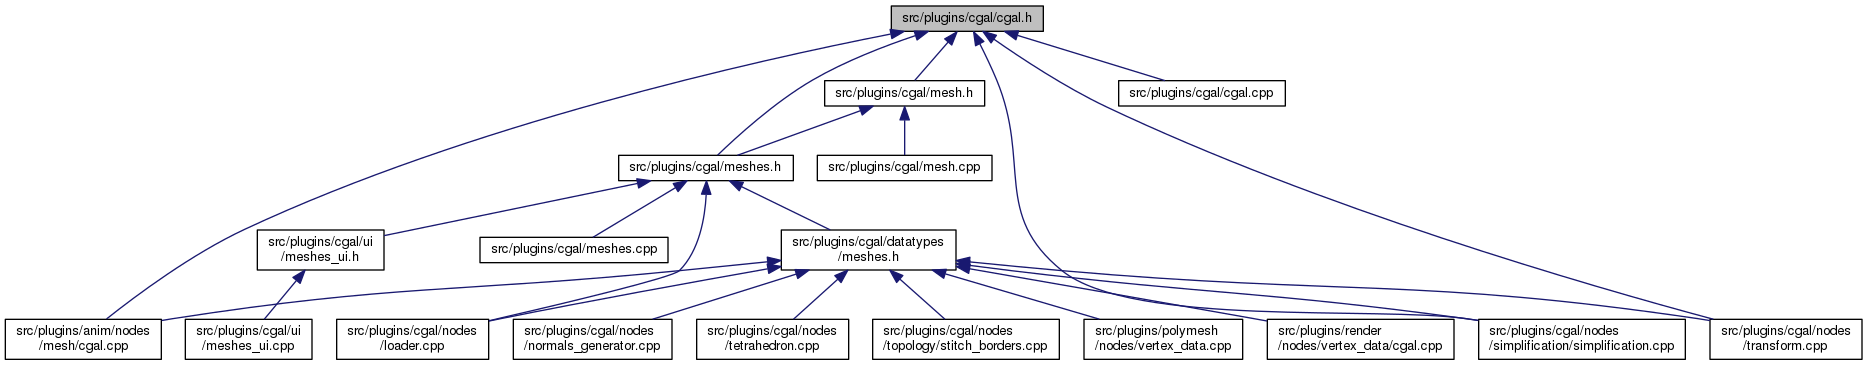 src/plugins/cgal/cgal.h
src/plugins/cgal/mesh.h
src/plugins/cgal/cgal.cpp
src/plugins/cgal/meshes.h
src/plugins/cgal/mesh.cpp
src/plugins/cgal/ui
/meshes_ui.h
src/plugins/cgal/meshes.cpp
src/plugins/cgal/datatypes
/meshes.h
src/plugins/anim/nodes
/mesh/cgal.cpp
src/plugins/cgal/ui
/meshes_ui.cpp
src/plugins/cgal/nodes
/loader.cpp
src/plugins/cgal/nodes
/normals_generator.cpp
src/plugins/cgal/nodes
/tetrahedron.cpp
src/plugins/cgal/nodes
/topology/stitch_borders.cpp
src/plugins/polymesh
/nodes/vertex_data.cpp
src/plugins/render
/nodes/vertex_data/cgal.cpp
src/plugins/cgal/nodes
/simplification/simplification.cpp
src/plugins/cgal/nodes
/transform.cpp